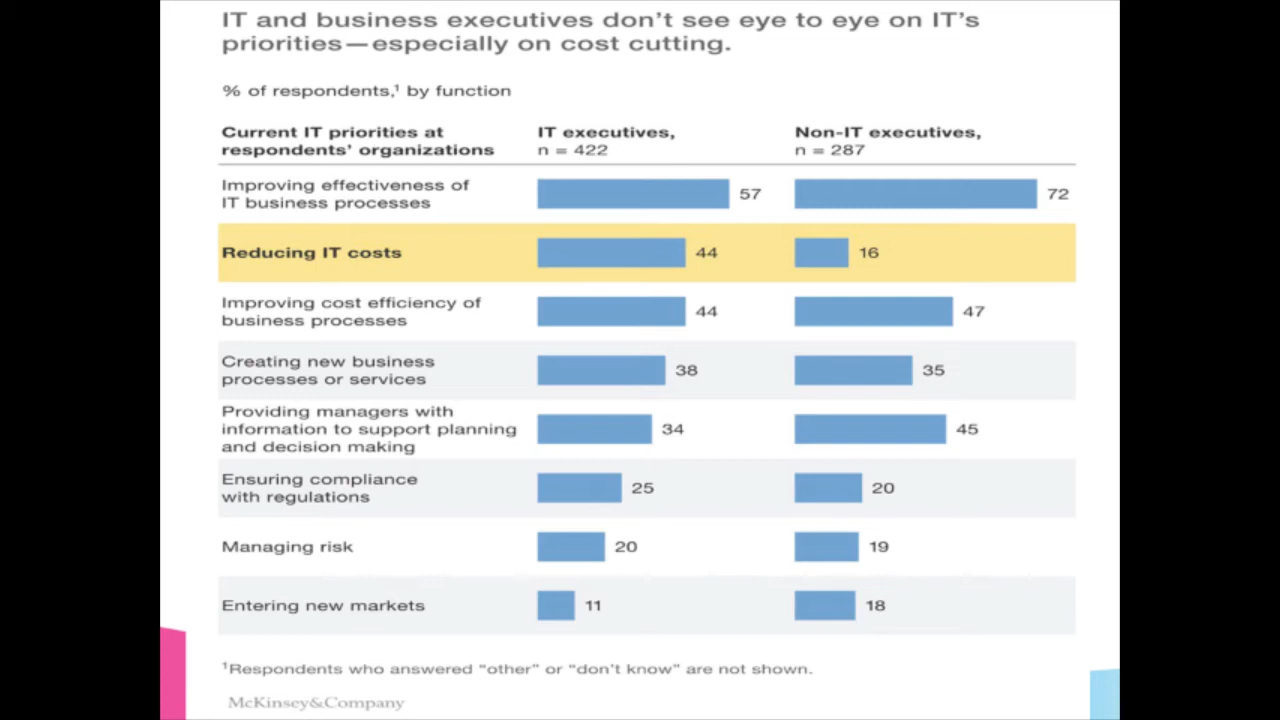 IT and business executives don’t see eye to eye on IT’s
priorities—especially on cost cutting.
% of respondents,¹ by function
Current IT priorities at
respondents’ organizations
IT executives,
n = 422
Non-IT executives,
n = 287
Improving effectiveness of
IT business processes
57
72
Reducing IT costs
44
16
Improving cost efficiency of
business processes
44
47
Creating new business
processes or services
38
35
Providing managers with
information to support planning
and decision making
34
45
Ensuring compliance
with regulations
25
20
Managing risk
20
19
Entering new markets
11
18
¹Respondents who answered “other” or “don’t know” are not shown.
McKinsey&Company